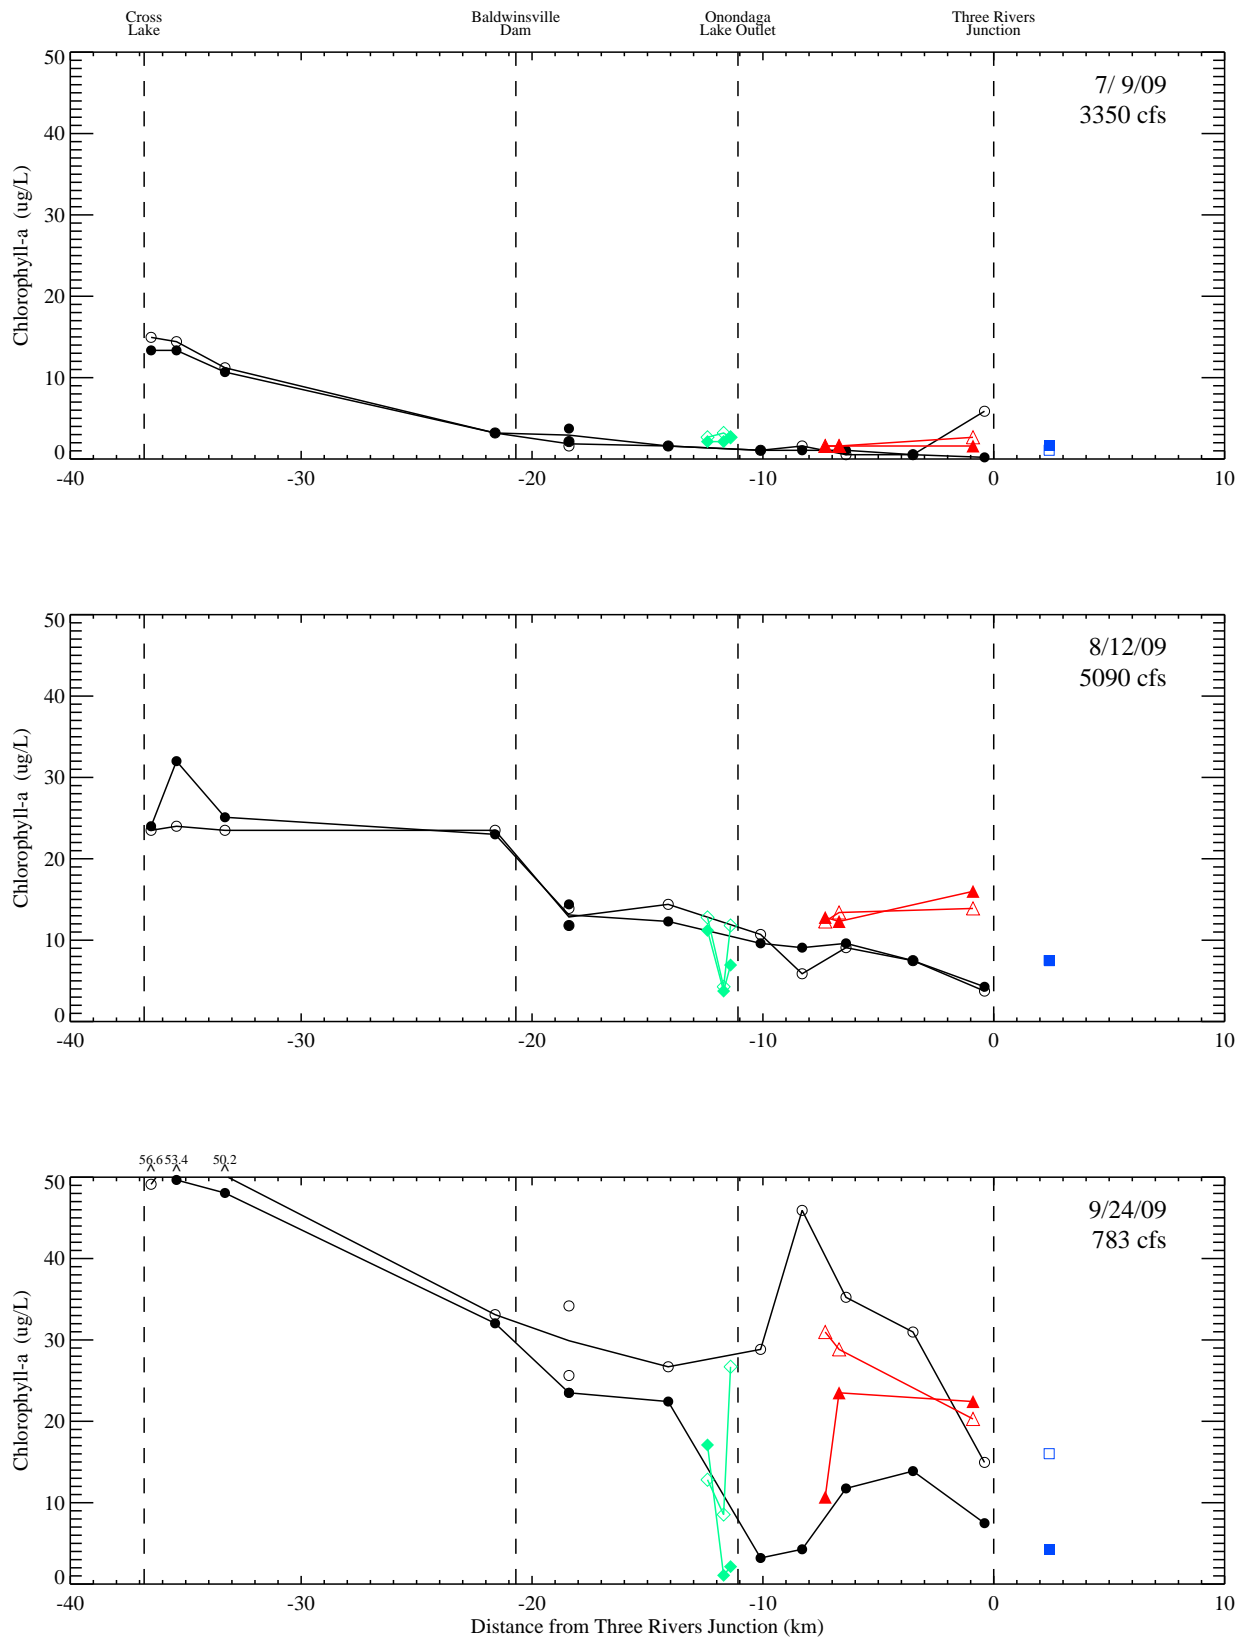 Cross
Lake
Baldwinsville
Dam
Onondaga
Lake Outlet
Three Rivers
Junction
50
40
30
20
10
0
Chlorophyll-a (ug/L)
7/ 9/09
3350 cfs
-40
-30
-20
-10
0
10
50
40
30
20
10
0
Chlorophyll-a (ug/L)
8/12/09
5090 cfs
-40
-30
-20
-10
0
10
56.6 53.4 50.2
^ ^ ^
50
40
30
20
10
0
Chlorophyll-a (ug/L)
9/24/09
783 cfs
-40
-30
-20
-10
0
10
Distance from Three Rivers Junction (km)